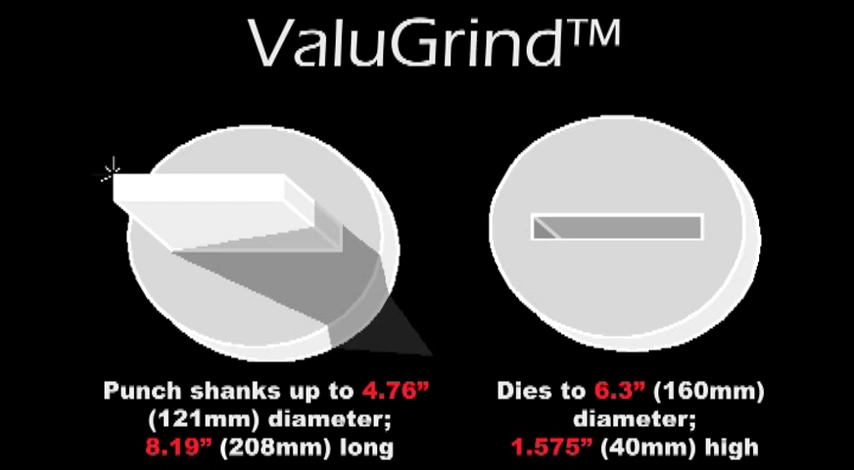 ValuGrind™
Punch shanks up to 4.76”
(121mm) diameter;
8.19” (208mm) long
Dies to 6.3” (160mm)
diameter;
1.575” (40mm) high